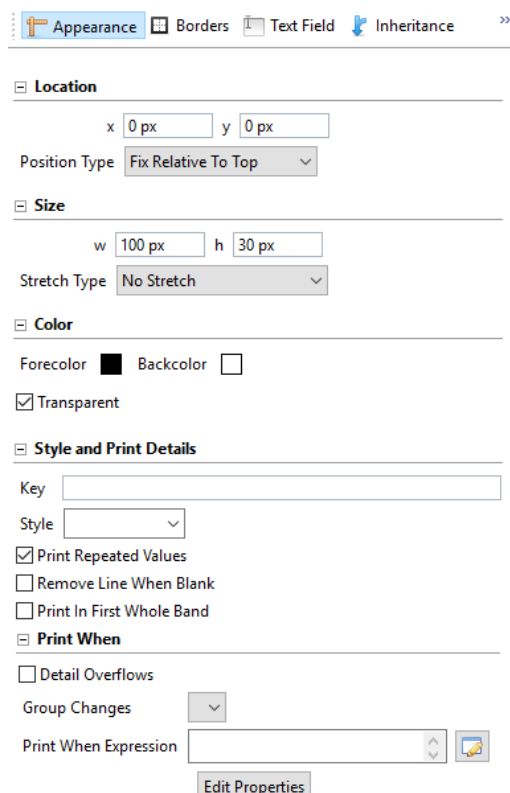 Appearance Borders Text Field Inheritance »
Location
x 0 px y 0 px
Position Type Fix Relative To Top
Size
w 100 px h 30 px
Stretch Type No Stretch
Color
Forecolor Backcolor
Transparent
Style and Print Details
Key
Style
Print Repeated Values
Remove Line When Blank
Print In First Whole Band
Print When
Detail Overflows
Group Changes
Print When Expression
Edit Properties